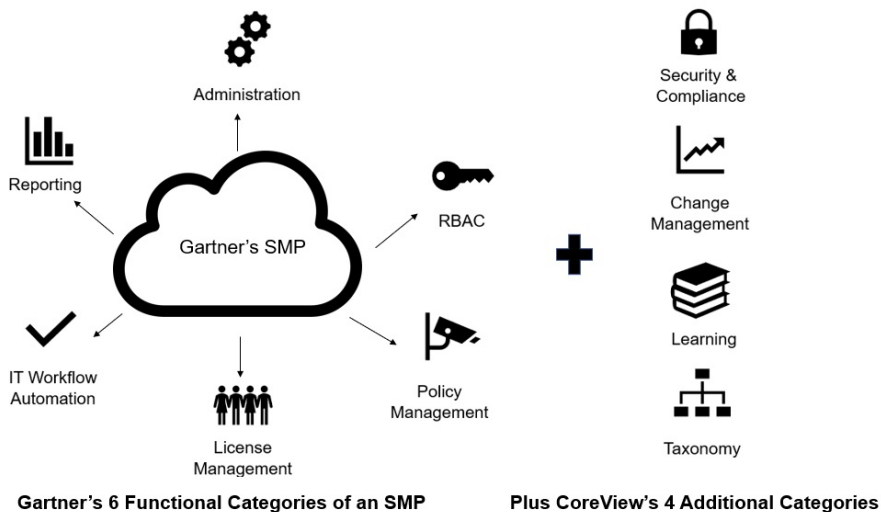 Administration
Reporting
Gartner's SMP
RBAC
IT Workflow
Automation
License
Management
Policy
Management
Gartner's 6 Functional Categories of an SMP
Security &
Compliance
Change
Management
Learning
Taxonomy
Plus CoreView's 4 Additional Categories